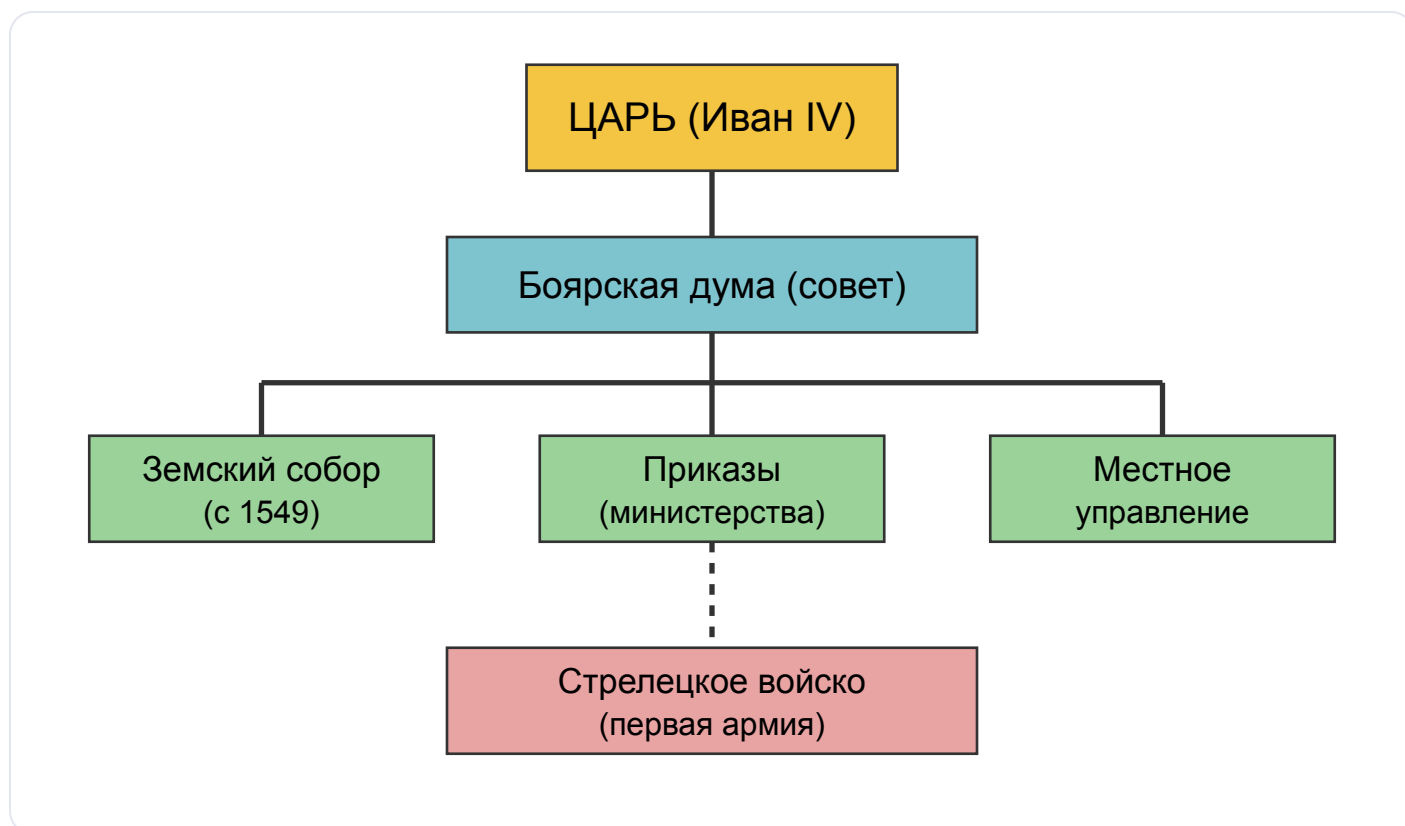 ЦАРЬ (Иван IV)
Боярская дума (совет)
Земский собор
(с 1549)
Приказы
(министерства)
Местное
управление
Стрелецкое войско
(первая армия)